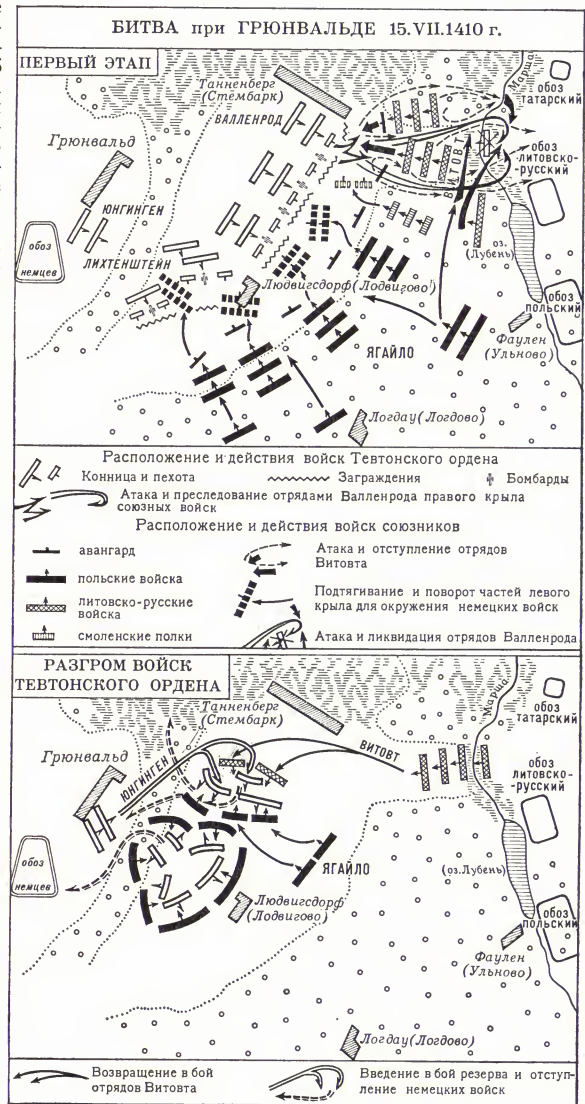 БИТВА при ГРЮНВАЛЬДЕ 15.VII.1410 г.
ПЕРВЫЙ ЭТАП
Танненберг
(Стембарк)
Марша
обоз
татарский
ВАЛЛЕНРОД
Грюнвальд
обоз
литовско-
русский
ВИТОВТ
ЮНГИНГЕН
обоз
немцев
ЛИХТЕНШТЕЙН
оз.
(Лубень)
Людвигсдорф (Лодвигово)
обоз
польский
ЯГАЙЛО
Фаулен
(Ульново)
Логдау (Логдово)
Расположение и действия войск Тевтонского ордена
Конница и пехота
Заграждения
Бомбарды
Атака и преследование отрядами Валленрода правого крыла
союзных войск
Расположение и действия войск союзников
авангард
Атака и отступление отрядов
Витовта
польские войска
Подтягивание и поворот частей левого
крыла для окружения немецких войск
литовско-русские
войска
смоленские полки
Атака и ликвидация отрядов Валленрода
РАЗГРОМ ВОЙСК
ТЕВТОНСКОГО ОРДЕНА
Танненберг
(Стембарк)
Марша
обоз
татарский
Грюнвальд
ЮНГИНГЕН
ВИТОВТ
обоз
литовско-
-русский
обоз
немцев
ЯГАЙЛО
(оз.Лубень)
Людвигсдорф
(Лодвигово)
обоз
польский
Фаулен
(Ульново)
Логдау (Логдово)
Возвращение в бой
отрядов Витовта
Введение в бой резерва и отступ-
ление немецких войск